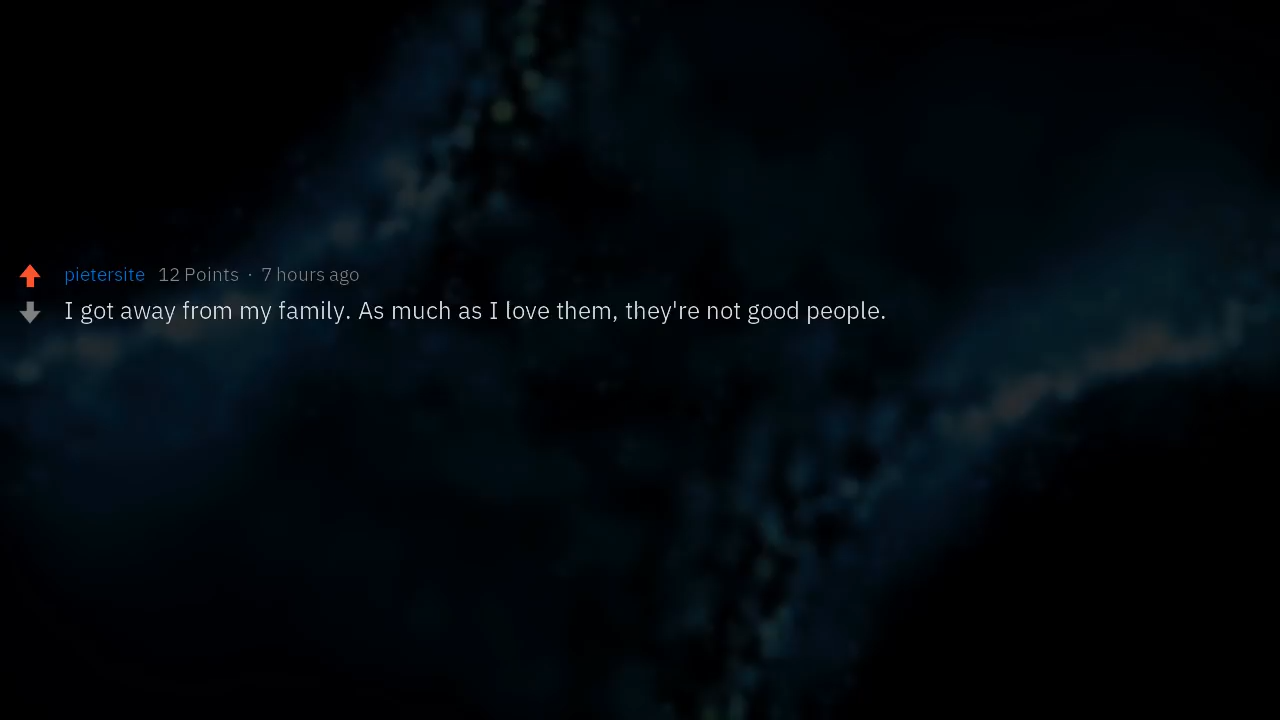 pietersite 12 Points · 7 hours ago
I got away from my family. As much as I love them, they're not good people.